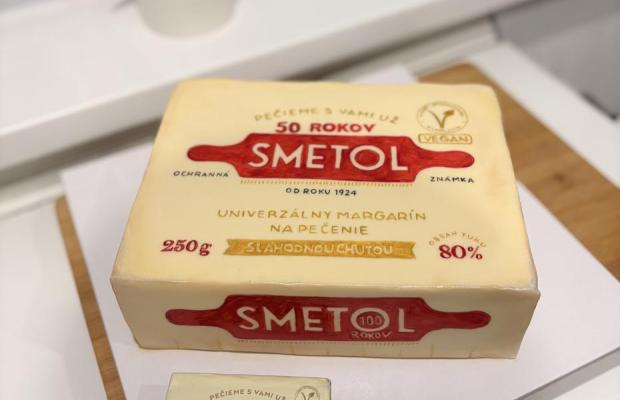 PEČIEME S VAMI UŽ
50 ROKOV
VEGAN
SMETOL
OCHRANNÁ
ZNÁMKA
OD ROKU 1924
UNIVERZÁLNY MARGARÍN
NA PEČENIE
250g
SLAHODNOU CHUŤOU
OBSAH TUKU
80%
SMETOL
100
ROKOV
PEČIEME S VAMI UŽ